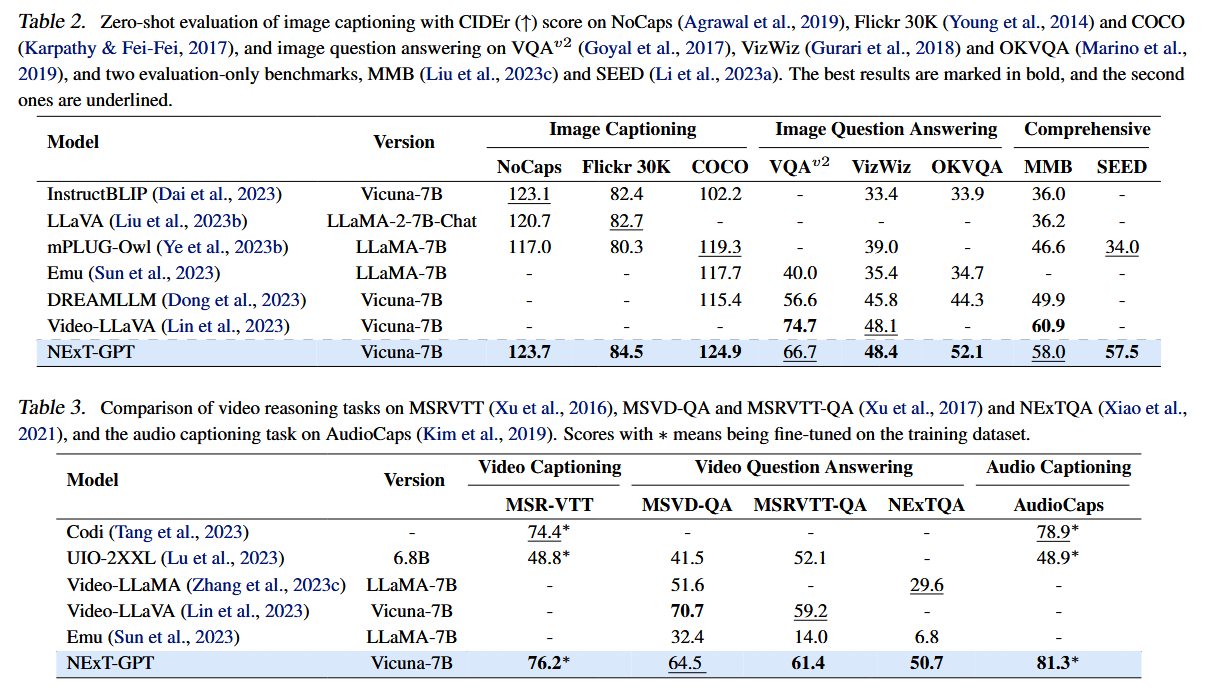 Table 2. Zero-shot evaluation of image captioning with CIDEr (↑) score on NoCaps (Agrawal et al., 2019), Flickr 30K (Young et al., 2014) and COCO
(Karpathy & Fei-Fei, 2017), and image question answering on VQAv2 (Goyal et al., 2017), VizWiz (Gurari et al., 2018) and OKVQA (Marino et al.,
2019), and two evaluation-only benchmarks, MMB (Liu et al., 2023c) and SEED (Li et al., 2023a). The best results are marked in bold, and the second
ones are underlined.
Model Version Image Captioning Image Question Answering Comprehensive
NoCaps Flickr 30K COCO VQAv2 VizWiz OKVQA MMB SEED
InstructBLIP (Dai et al., 2023) Vicuna-7B 123.1 82.4 102.2 - 33.4 33.9 36.0 -
LLaVA (Liu et al., 2023b) LLaMA-2-7B-Chat 120.7 82.7 - - - - 36.2 -
mPLUG-Owl (Ye et al., 2023b) LLaMA-7B 117.0 80.3 119.3 - 39.0 - 46.6 34.0
Emu (Sun et al., 2023) LLaMA-7B - - 117.7 40.0 35.4 34.7 - -
DREAMLLM (Dong et al., 2023) Vicuna-7B - - 115.4 56.6 45.8 44.3 49.9 -
Video-LLaVA (Lin et al., 2023) Vicuna-7B - - - 74.7 48.1 - 60.9 -
NExT-GPT Vicuna-7B 123.7 84.5 124.9 66.7 48.4 52.1 58.0 57.5
Table 3. Comparison of video reasoning tasks on MSRVTT (Xu et al., 2016), MSVD-QA and MSRVTT-QA (Xu et al., 2017) and NExTQA (Xiao et al.,
2021), and the audio captioning task on AudioCaps (Kim et al., 2019). Scores with ∗ means being fine-tuned on the training dataset.
Model Version Video Captioning Video Question Answering Audio Captioning
MSR-VTT MSVD-QA MSRVTT-QA NExTQA AudioCaps
Codi (Tang et al., 2023) - 74.4* - - - 78.9*
UIO-2XXL (Lu et al., 2023) 6.8B 48.8* 41.5 52.1 - 48.9*
Video-LLaMA (Zhang et al., 2023c) LLaMA-7B - 51.6 - 29.6 -
Video-LLaVA (Lin et al., 2023) Vicuna-7B - 70.7 59.2 - -
Emu (Sun et al., 2023) LLaMA-7B - 32.4 14.0 6.8 -
NExT-GPT Vicuna-7B 76.2* 64.5 61.4 50.7 81.3*